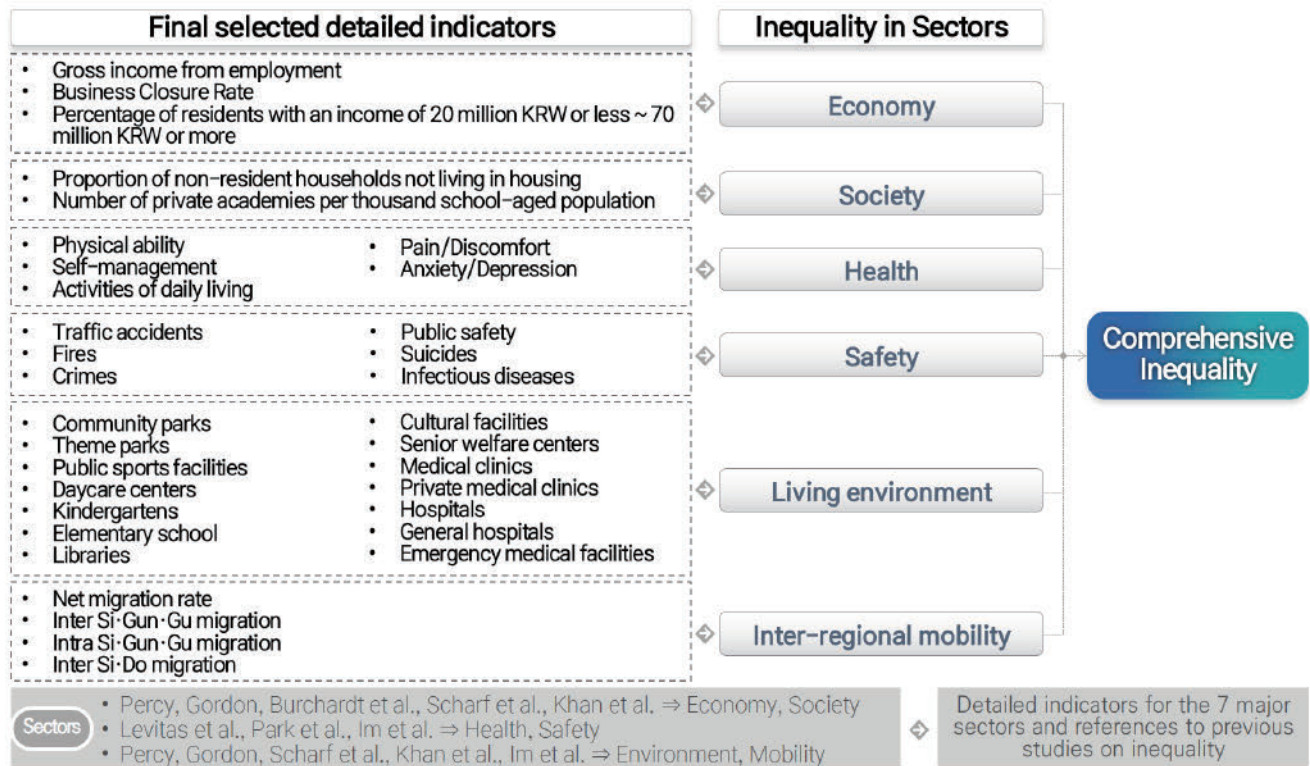 Final selected detailed indicators
Inequality in Sectors
• Gross income from employment
• Business Closure Rate
• Percentage of residents with an income of 20 million KRW or less ~ 70
million KRW or more
Economy
• Proportion of non-resident households not living in housing
• Number of private academies per thousand school-aged population
Society
• Physical ability
• Self-management
• Activities of daily living
• Pain/Discomfort
• Anxiety/Depression
Health
• Traffic accidents
• Fires
• Crimes
• Public safety
• Suicides
• Infectious diseases
Safety
• Community parks
• Theme parks
• Public sports facilities
• Daycare centers
• Kindergartens
• Elementary school
• Libraries
• Cultural facilities
• Senior welfare centers
• Medical clinics
• Private medical clinics
• Hospitals
• General hospitals
• Emergency medical facilities
Living environment
• Net migration rate
• Inter Si·Gun·Gu migration
• Intra Si·Gun·Gu migration
• Inter Si·Do migration
Inter-regional mobility
Comprehensive
Inequality
Sectors
• Percy, Gordon, Burchardt et al., Scharf et al., Khan et al. ⇒ Economy, Society
• Levitas et al., Park et al., Im et al. ⇒ Health, Safety
• Percy, Gordon, Scharf et al., Khan et al., Im et al. ⇒ Environment, Mobility
Detailed indicators for the 7 major
sectors and references to previous
studies on inequality